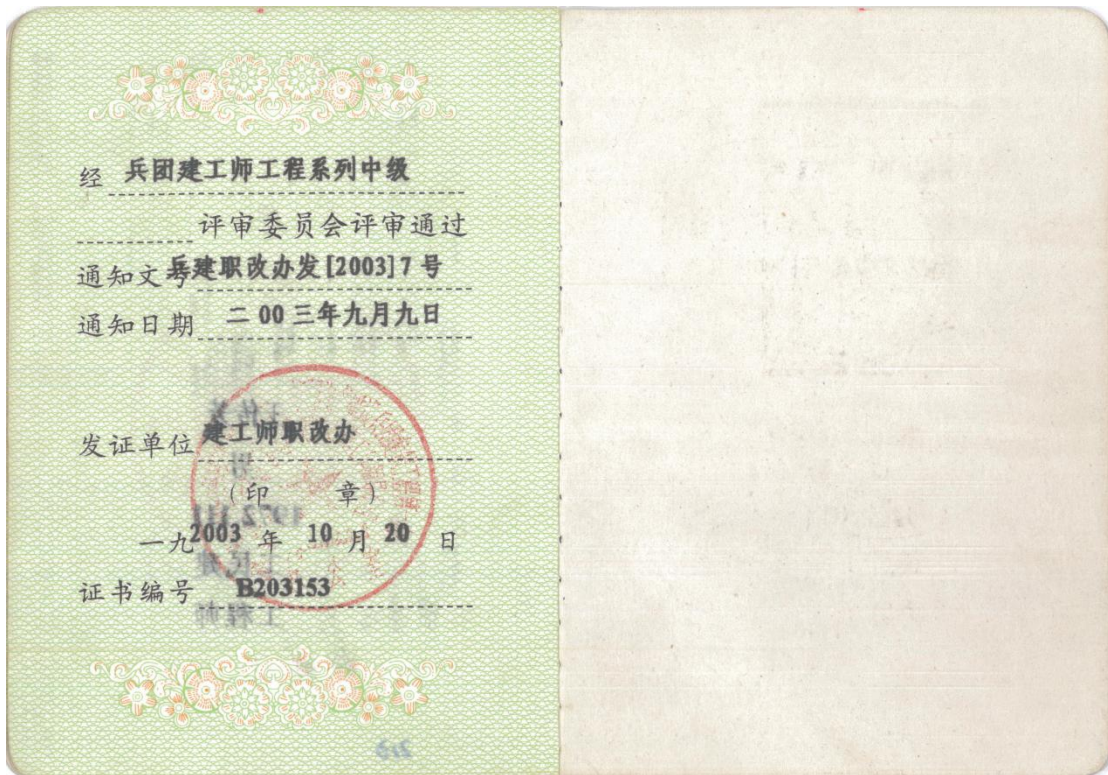 经 兵团建工师工程系列中级
评审委员会评审通过
通知文号兵建职改办发[2003]7号
通知日期 二00三年九月九日
发证单位 建工师职改办
(印 章)
一九2003 年 10 月 20 日
证书编号 B203153